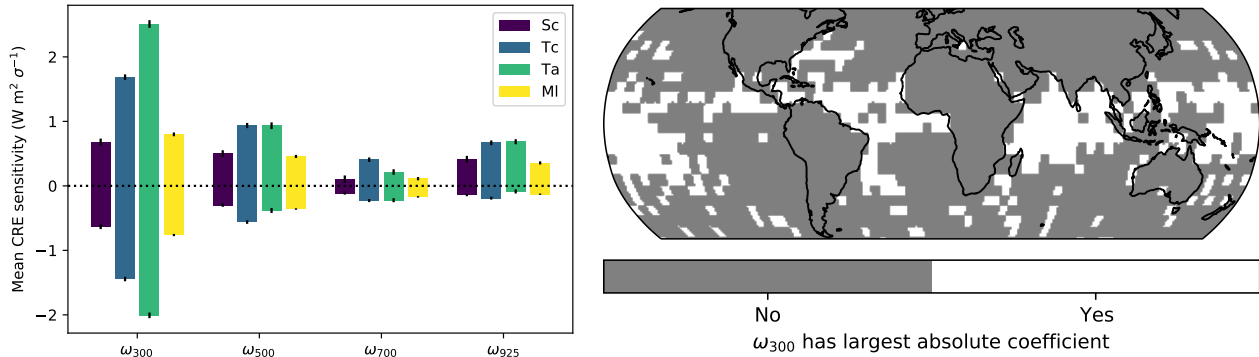 Mean CRE sensitivity (W m² σ⁻¹)
2
1
0
−1
−2
ω₃₀₀
ω₅₀₀
ω₇₀₀
ω₉₂₅
Sc
Tc
Ta
Ml
No
Yes
ω₃₀₀ has largest absolute coefficient